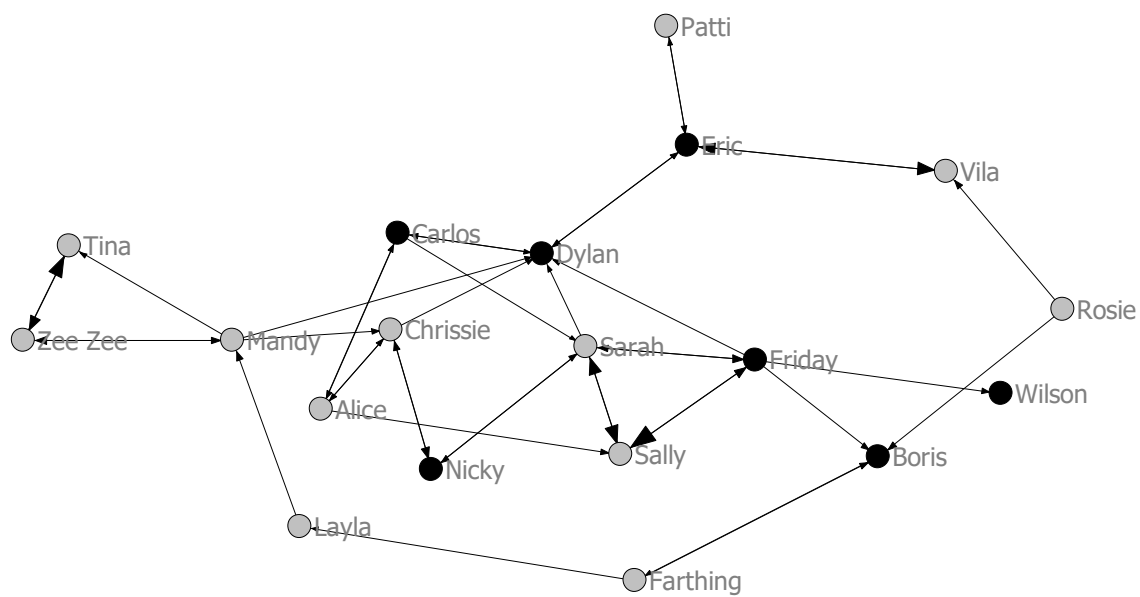 Patti
Eric
Vila
Carlos
Tina
Dylan
Rosie
Chrissie
Zee Zee
Mandy
Sarah
Friday
Wilson
Alice
Sally
Boris
Nicky
Layla
Farthing